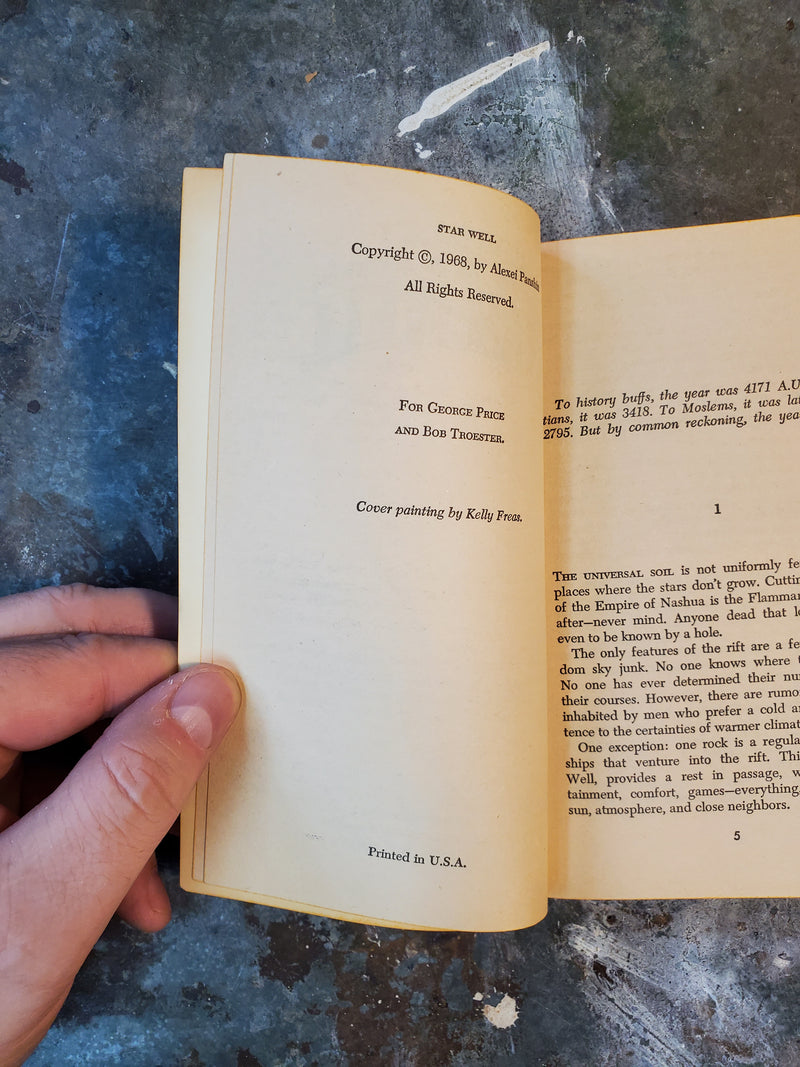 STAR WELL
Copyright ©, 1968, by Alexei Panshin
All Rights Reserved.
FOR GEORGE PRICE
AND BOB TROESTER.
Cover painting by Kelly Freas.
Printed in U.S.A.
To history buffs, the year was 4171 A.U
tians, it was 3418. To Moslems, it was
2795. But by common reckoning, the
1
THE UNIVERSAL SOIL is not uniformly
places where the stars don't grow.
of the Empire of Nashua is the
after—never mind. Anyone dead that
even to be known by a hole.
The only features of the rift are a
dom sky junk. No one knows where
No one has ever determined their
their courses. However, there are
inhabited by men who prefer a cold
tence to the certainties of warmer
One exception: one rock is a
ships that venture into the rift.
Well, provides a rest in passage,
tainment, comfort, games—everything,
sun, atmosphere, and close neighbors.
5